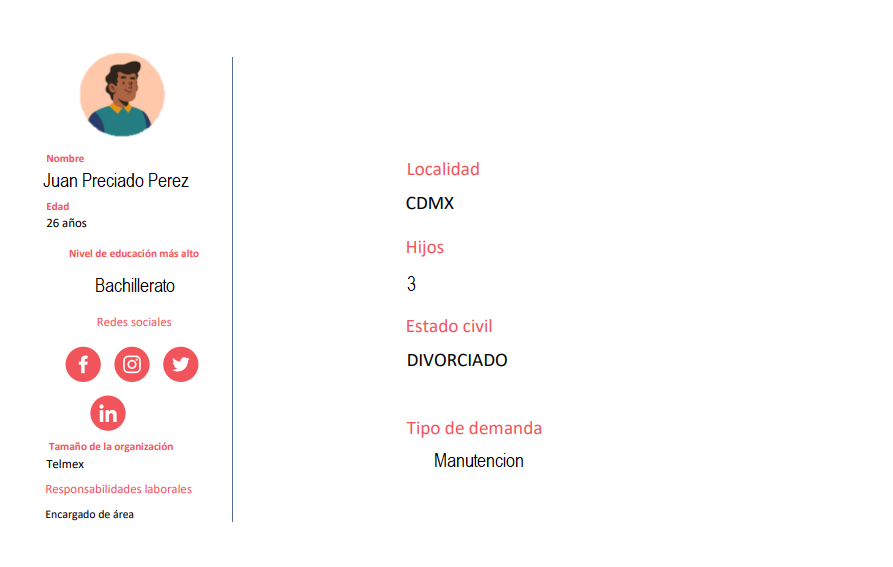 Nombre
Juan Preciado Perez
Edad
26 años
Nivel de educación más alto
Bachillerato
Redes sociales
in
Tamaño de la organización
Telmex
Responsabilidades laborales
Encargado de área
Localidad
CDMX
Hijos
3
Estado civil
DIVORCIADO
Tipo de demanda
Manutencion